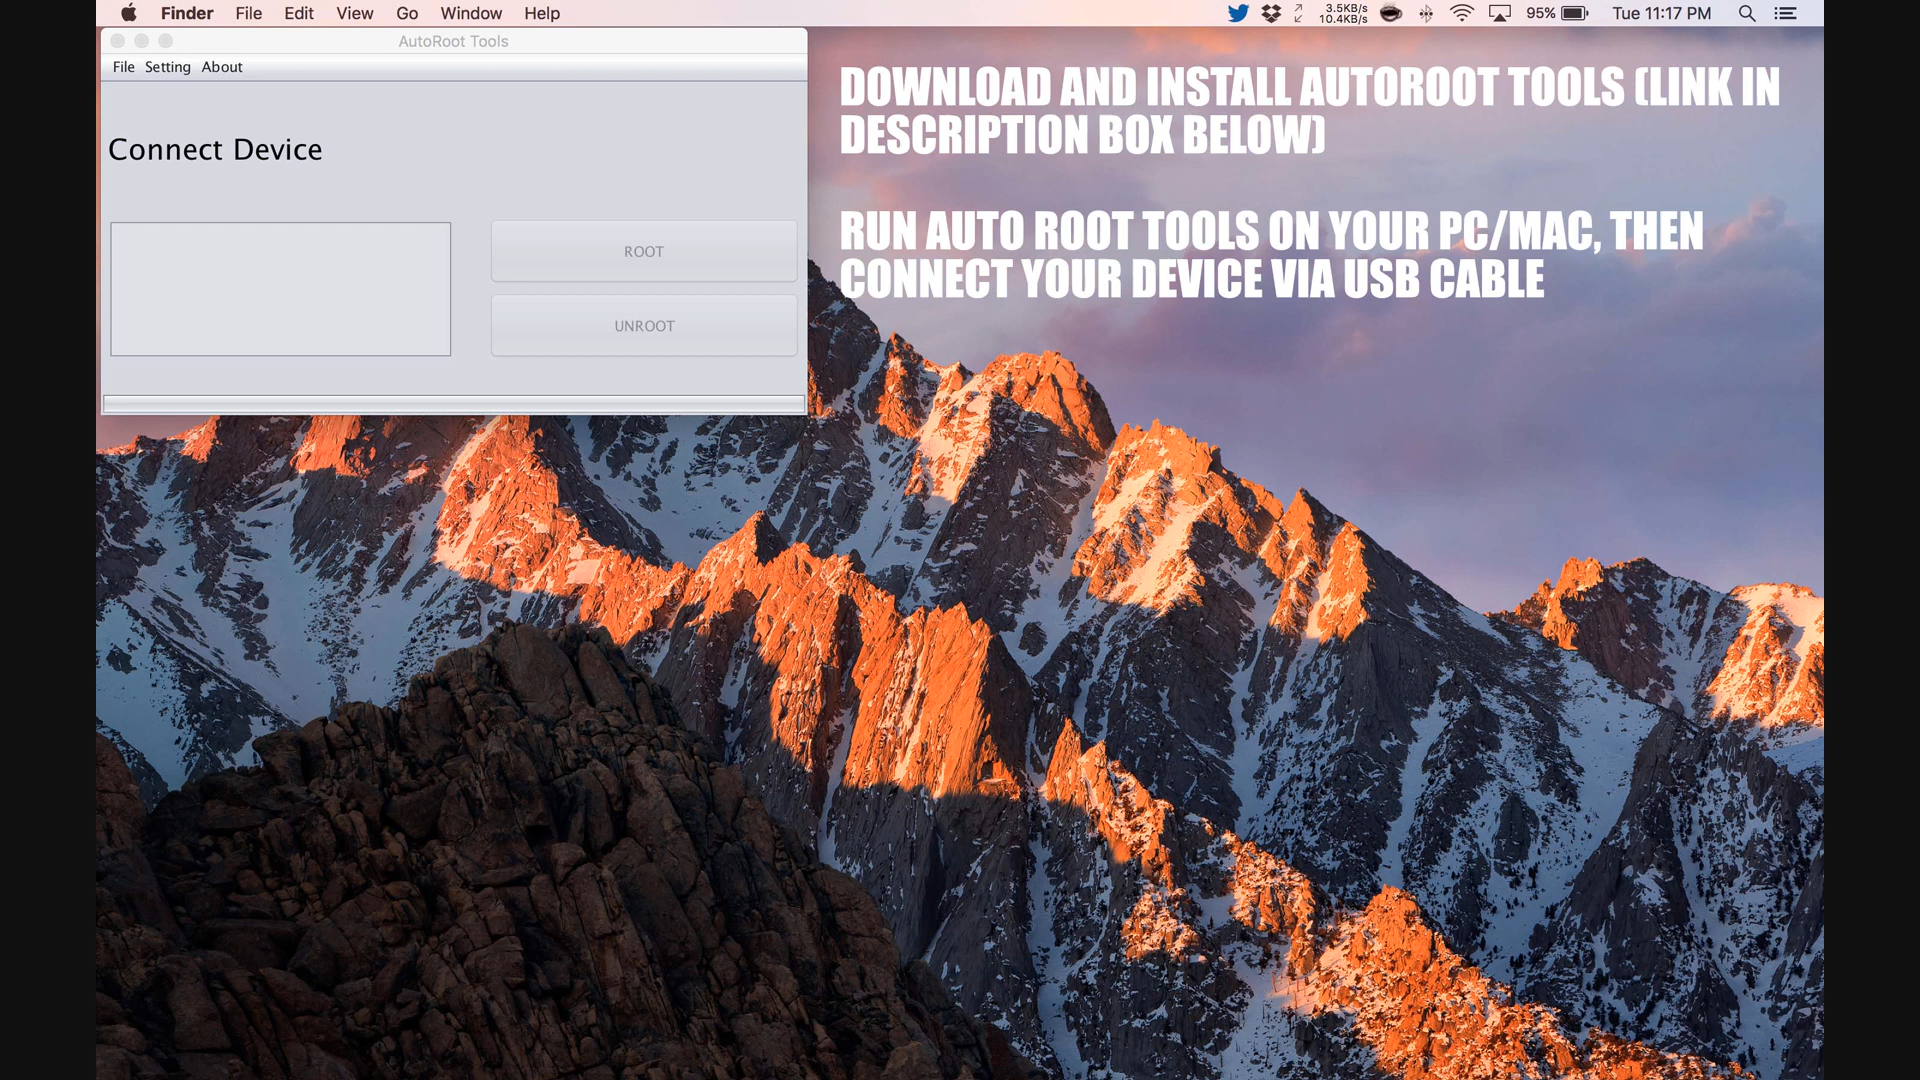 Finder File Edit View Go Window Help 3.5KB/s 10.4KB/s 95% Tue 11:17 PM
AutoRoot Tools
File Setting About
Connect Device
ROOT
UNROOT
DOWNLOAD AND INSTALL AUTOROOT TOOLS (LINK IN
DESCRIPTION BOX BELOW)
RUN AUTO ROOT TOOLS ON YOUR PC/MAC, THEN
CONNECT YOUR DEVICE VIA USB CABLE